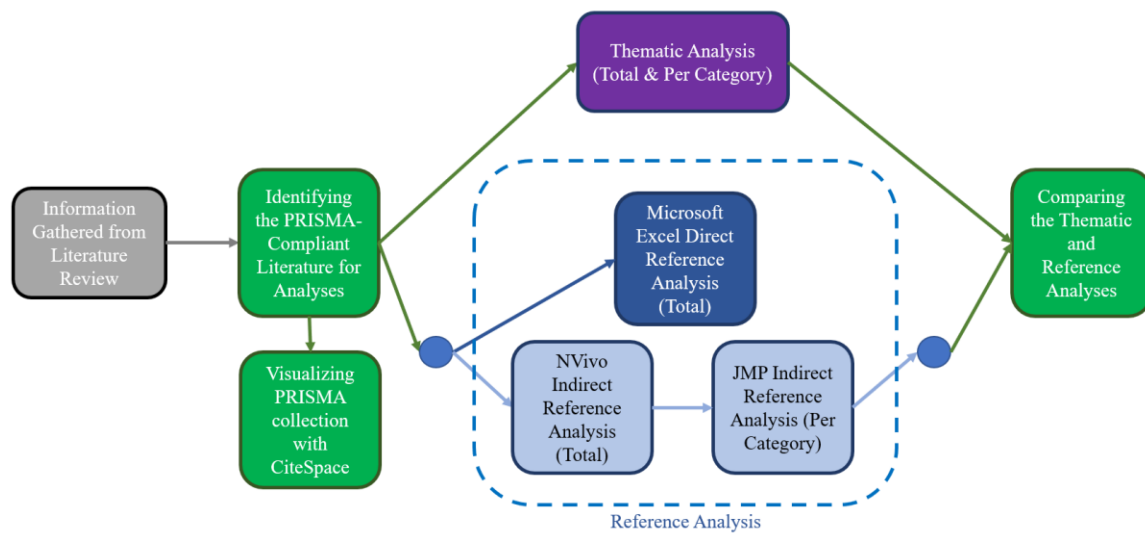 Thematic Analysis
(Total & Per Category)
Information
Gathered from
Literature
Review
Identifying
the PRISMA-
Compliant
Literature for
Analyses
Visualizing
PRISMA
collection
with
CiteSpace
Microsoft
Excel Direct
Reference
Analysis
(Total)
NVivo
Indirect
Reference
Analysis
(Total)
JMP Indirect
Reference
Analysis (Per
Category)
Reference Analysis
Comparing
the Thematic
and
Reference
Analyses